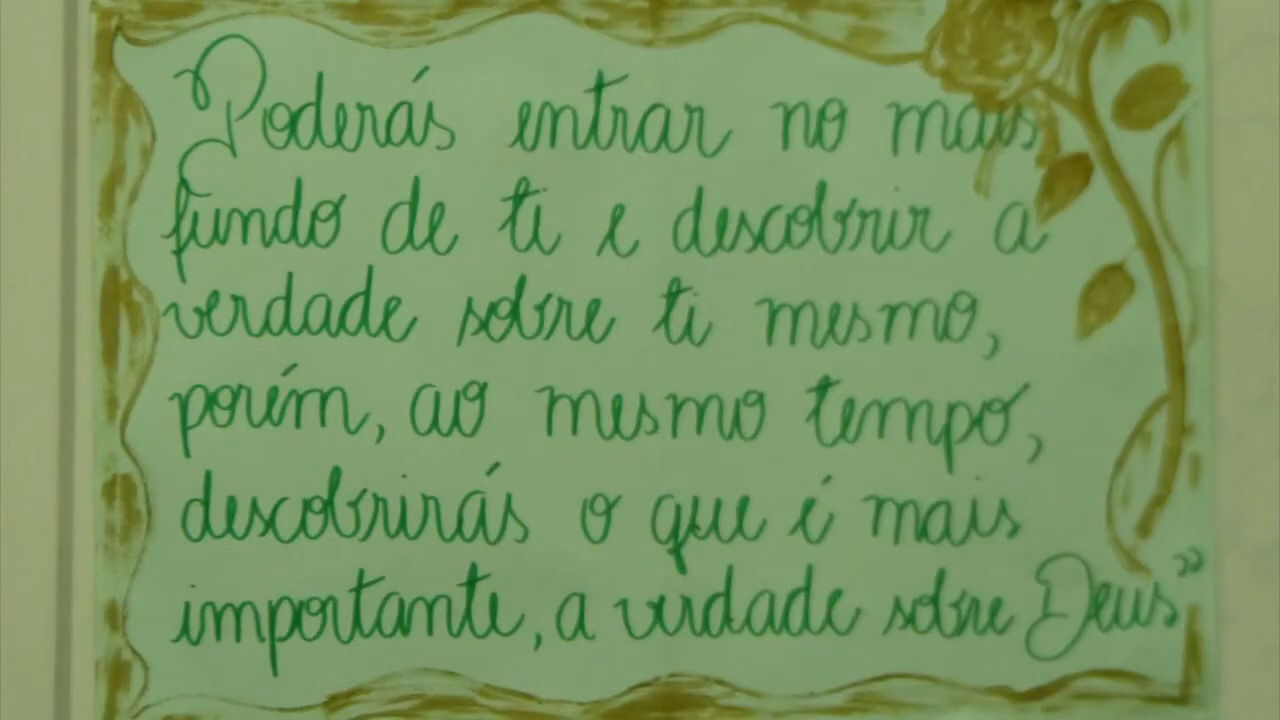 Poderás entrar no mais
fundo de ti e descobrir a
verdade sobre ti mesmo,
porém, ao mesmo tempo,
descobrirás o que é mais
importante, a verdade sobre Deus"